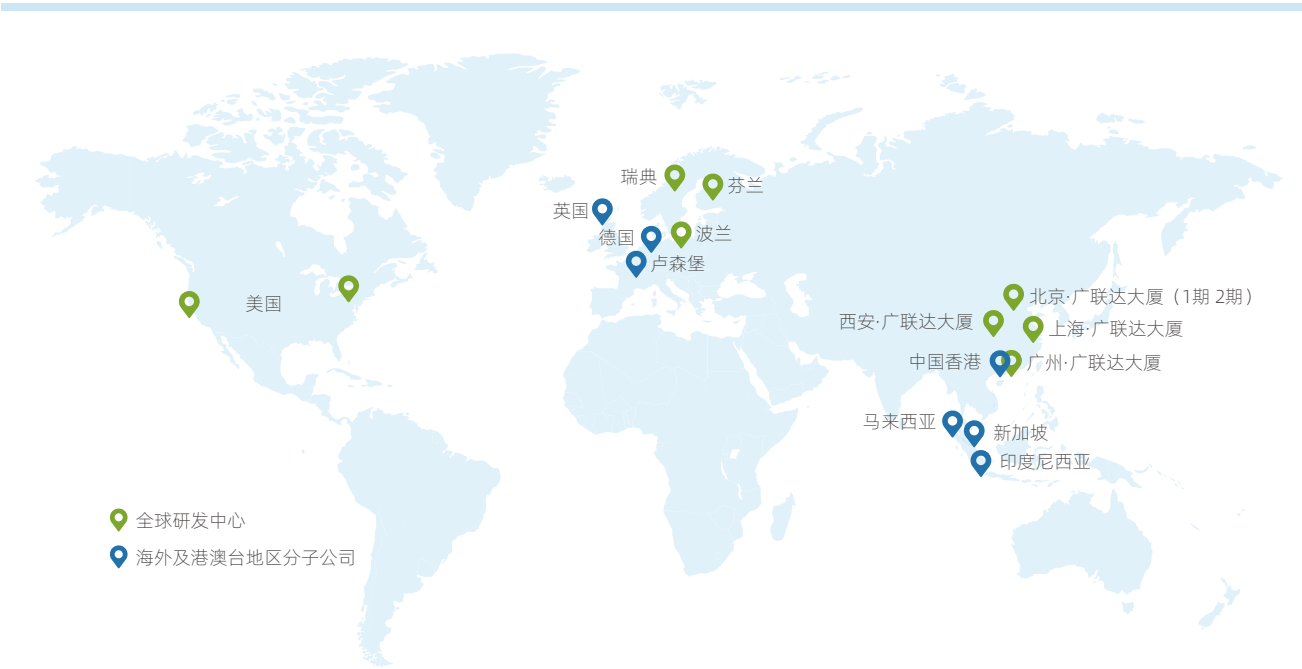 瑞典
芬兰
英国
德国
波兰
卢森堡
美国
北京·广联达大厦（1期 2期）
西安·广联达大厦
上海·广联达大厦
中国香港
广州·广联达大厦
马来西亚
新加坡
印度尼西亚
全球研发中心
海外及港澳台地区分子公司